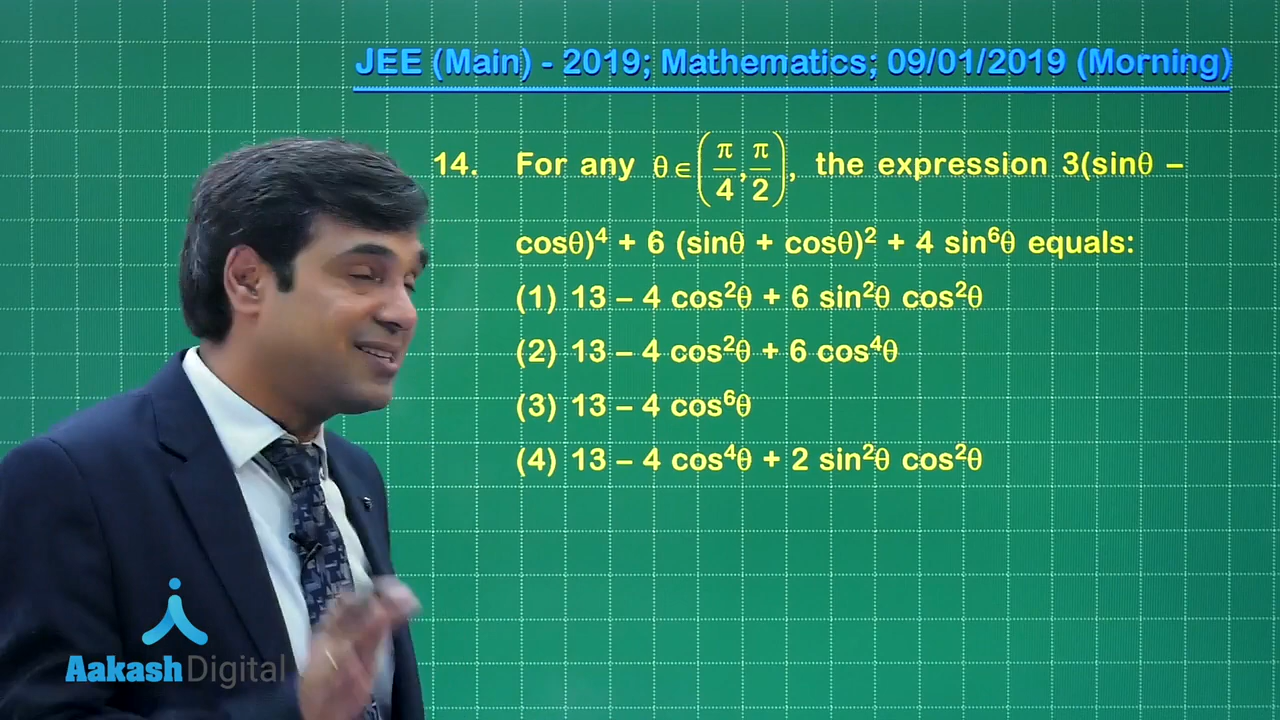 JEE (Main) - 2019; Mathematics; 09/01/2019 (Morning)
14. For any θ ∈ (π/4, π/2), the expression 3(sinθ –
cosθ)⁴ + 6 (sinθ + cosθ)² + 4 sin⁶θ equals:
(1) 13 – 4 cos²θ + 6 sin²θ cos²θ
(2) 13 – 4 cos²θ + 6 cos⁴θ
(3) 13 – 4 cos⁶θ
(4) 13 – 4 cos⁴θ + 2 sin²θ cos²θ
Aakash Digital